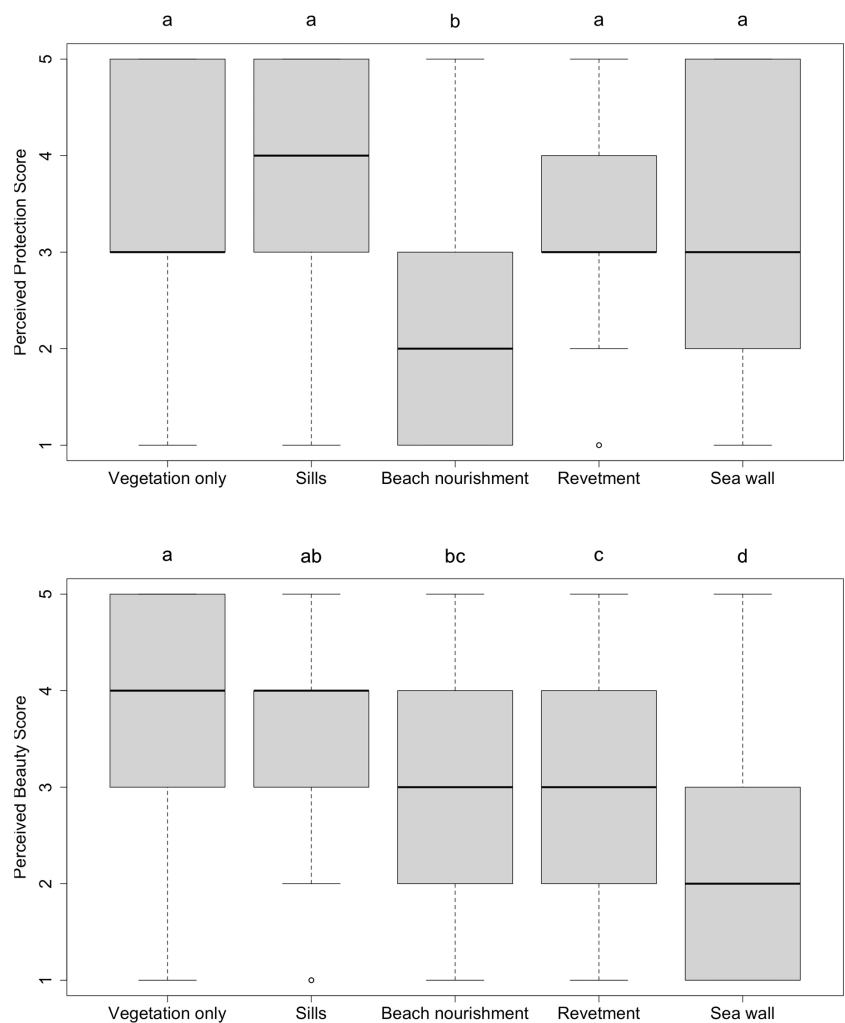 a a b a a
Perceived Protection Score
5
4
3
2
1
Vegetation only Sills Beach nourishment Revetment Sea wall
a ab bc c d
Perceived Beauty Score
5
4
3
2
1
Vegetation only Sills Beach nourishment Revetment Sea wall